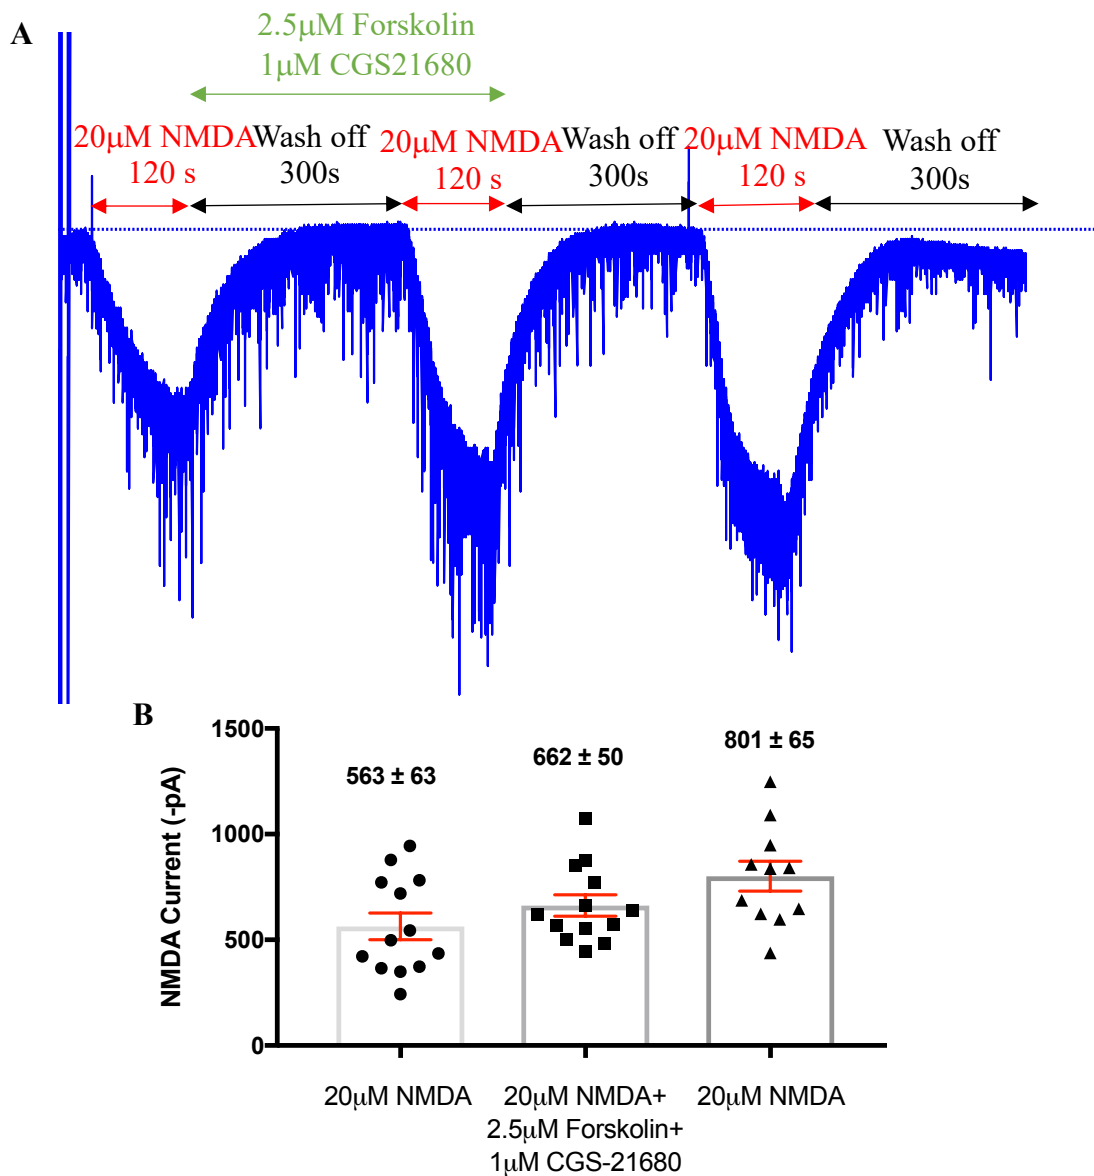 A
2.5μM Forskolin
1μM CGS21680
20μM NMDA Wash off 20μM NMDA Wash off 20μM NMDA Wash off
120 s 300s 120 s 300s 120 s 300s
B
NMDA Current (-pA)
1500
1000
500
0
563 ± 63
662 ± 50
801 ± 65
20μM NMDA
20μM NMDA+
2.5μM Forskolin+
1μM CGS-21680
20μM NMDA